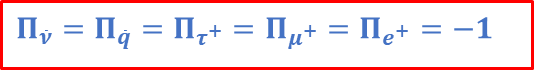 𝚷_𝝂̇ = 𝚷_𝒒̇ = 𝚷_𝝉⁺ = 𝚷_𝝁⁺ = 𝚷_𝒆⁺ = −𝟏